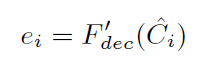 $e_i = F'_{dec}(\hat{C}_i)$